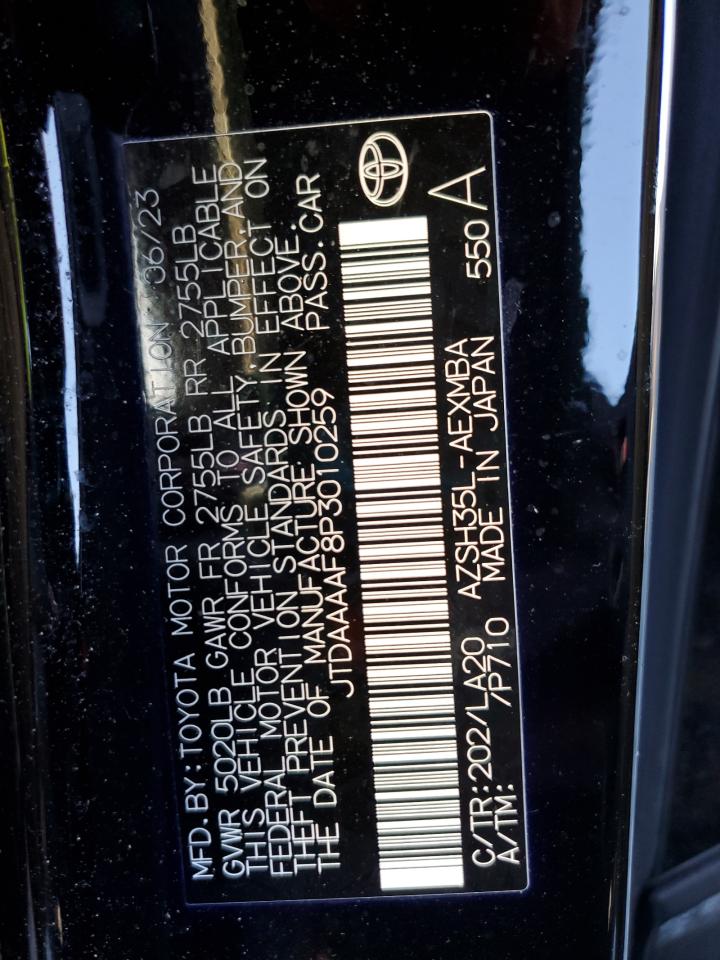 MFD. BY: TOYOTA MOTOR CORPORATION 06/23
GVWR 5020LB GAWR FR 2755LB RR 2755LB
THIS VEHICLE CONFORMS TO ALL APPLICABLE
FEDERAL MOTOR VEHICLE SAFETY, BUMPER, AND
THEFT PREVENTION STANDARDS IN EFFECT ON
THE DATE OF MANUFACTURE SHOWN ABOVE.
JTDAAAAF8P3010259 PASS. CAR
C/TR: 202/LA20 AZSH35L-AEXMBA 550 A
A/TM: /P710 MADE IN JAPAN